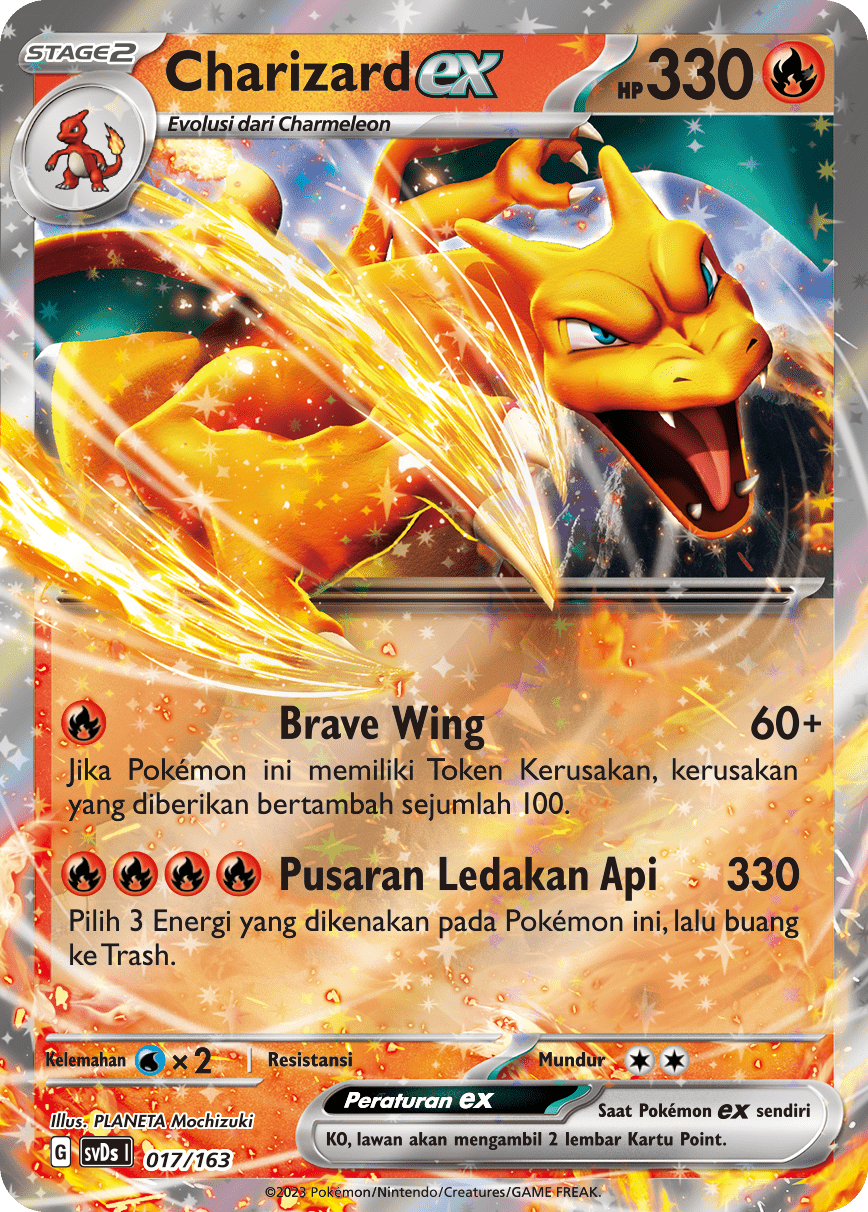 STAGE2
Charizard ex
HP 330
Evolusi dari Charmeleon
Brave Wing 60+
Jika Pokémon ini memiliki Token Kerusakan, kerusakan
yang diberikan bertambah sejumlah 100.
Pusaran Ledakan Api 330
Pilih 3 Energi yang dikenakan pada Pokémon ini, lalu buang
ke Trash.
Kelemahan ×2 Resistansi Mundur
Peraturan ex
Saat Pokémon ex sendiri
KO, lawan akan mengambil 2 lembar Kartu Point.
Illus. PLANETA Mochizuki
G svDs I 017/163
©2023 Pokémon/Nintendo/Creatures/GAME FREAK.